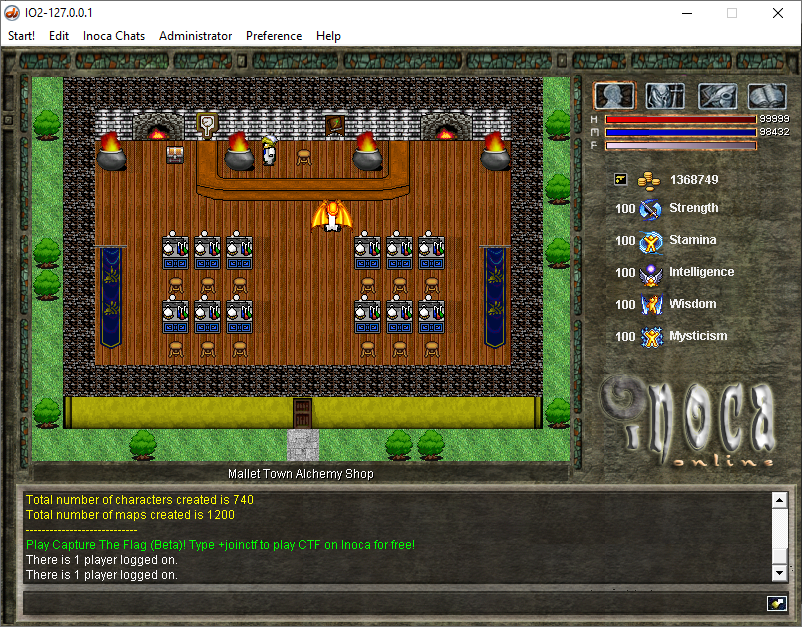 IO2-127.0.0.1
Start! Edit Inoca Chats Administrator Preference Help
H 99999
M 98432
F
1368749
100 Strength
100 Stamina
100 Intelligence
100 Wisdom
100 Mysticism
inoca
online
Mallet Town Alchemy Shop
Total number of characters created is 740
Total number of maps created is 1200
----------------------------
Play Capture The Flag (Beta)! Type +joinctf to play CTF on Inoca for free!
There is 1 player logged on.
There is 1 player logged on.